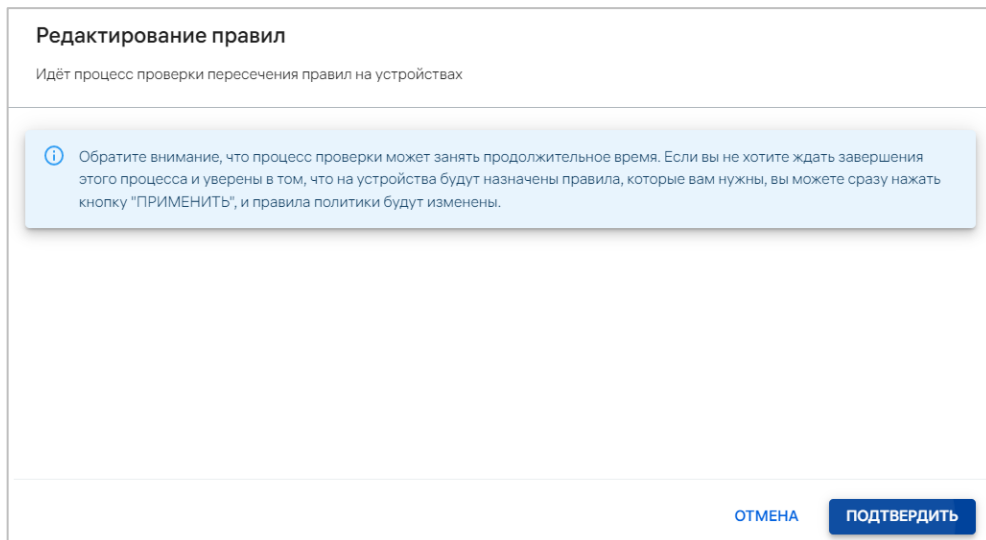 Редактирование правил
Идёт процесс проверки пересечения правил на устройствах
Обратите внимание, что процесс проверки может занять продолжительное время. Если вы не хотите ждать завершения
этого процесса и уверены в том, что на устройства будут назначены правила, которые вам нужны, вы можете сразу нажать
кнопку "ПРИМЕНИТЬ", и правила политики будут изменены.
ОТМЕНА
ПОДТВЕРДИТЬ